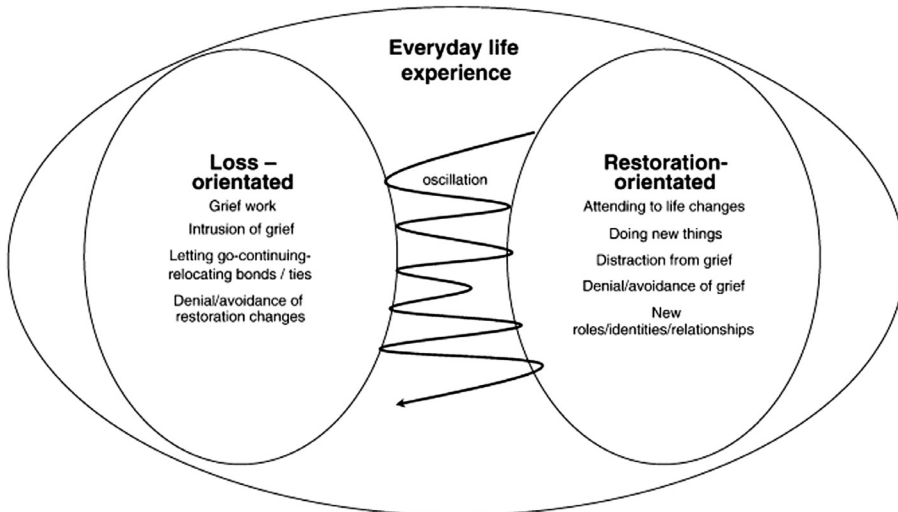 Everyday life
experience
Loss –
orientated
Grief work
Intrusion of grief
Letting go-continuing-
relocating bonds / ties
Denial/avoidance of
restoration changes
oscillation
Restoration-
orientated
Attending to life changes
Doing new things
Distraction from grief
Denial/avoidance of grief
New
roles/identities/relationships